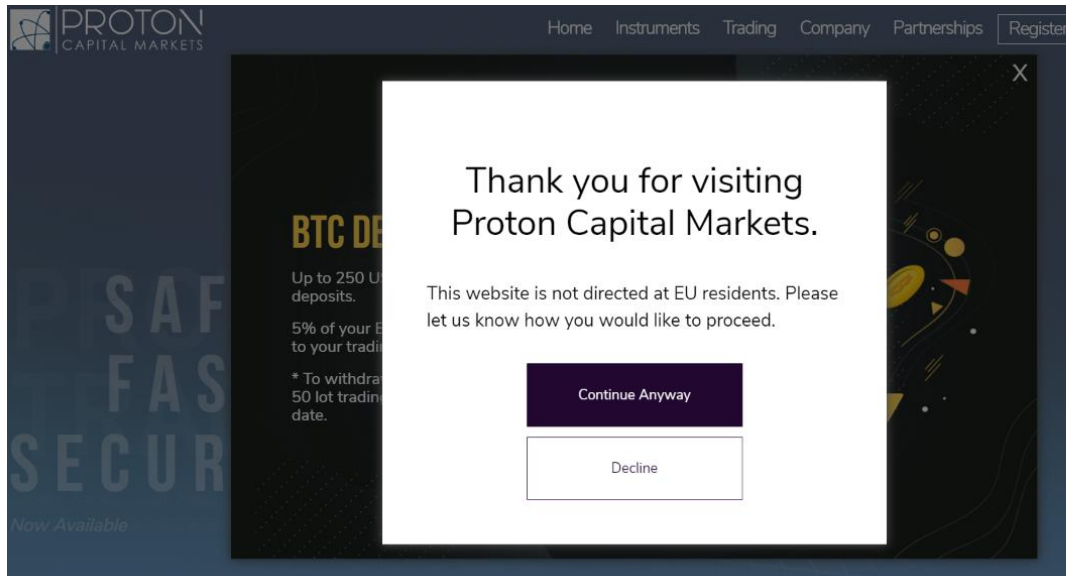 PROTON
CAPITAL MARKETS
Home Instruments Trading Company Partnerships Register
X
Thank you for visiting
Proton Capital Markets.
This website is not directed at EU residents. Please
let us know how you would like to proceed.
Continue Anyway
Decline
BTC DE
Up to 250 U
deposits.
5% of your
to your tradi
* To withdra
50 lot tradin
date.
SAF
FAS
SECUR
Now Available